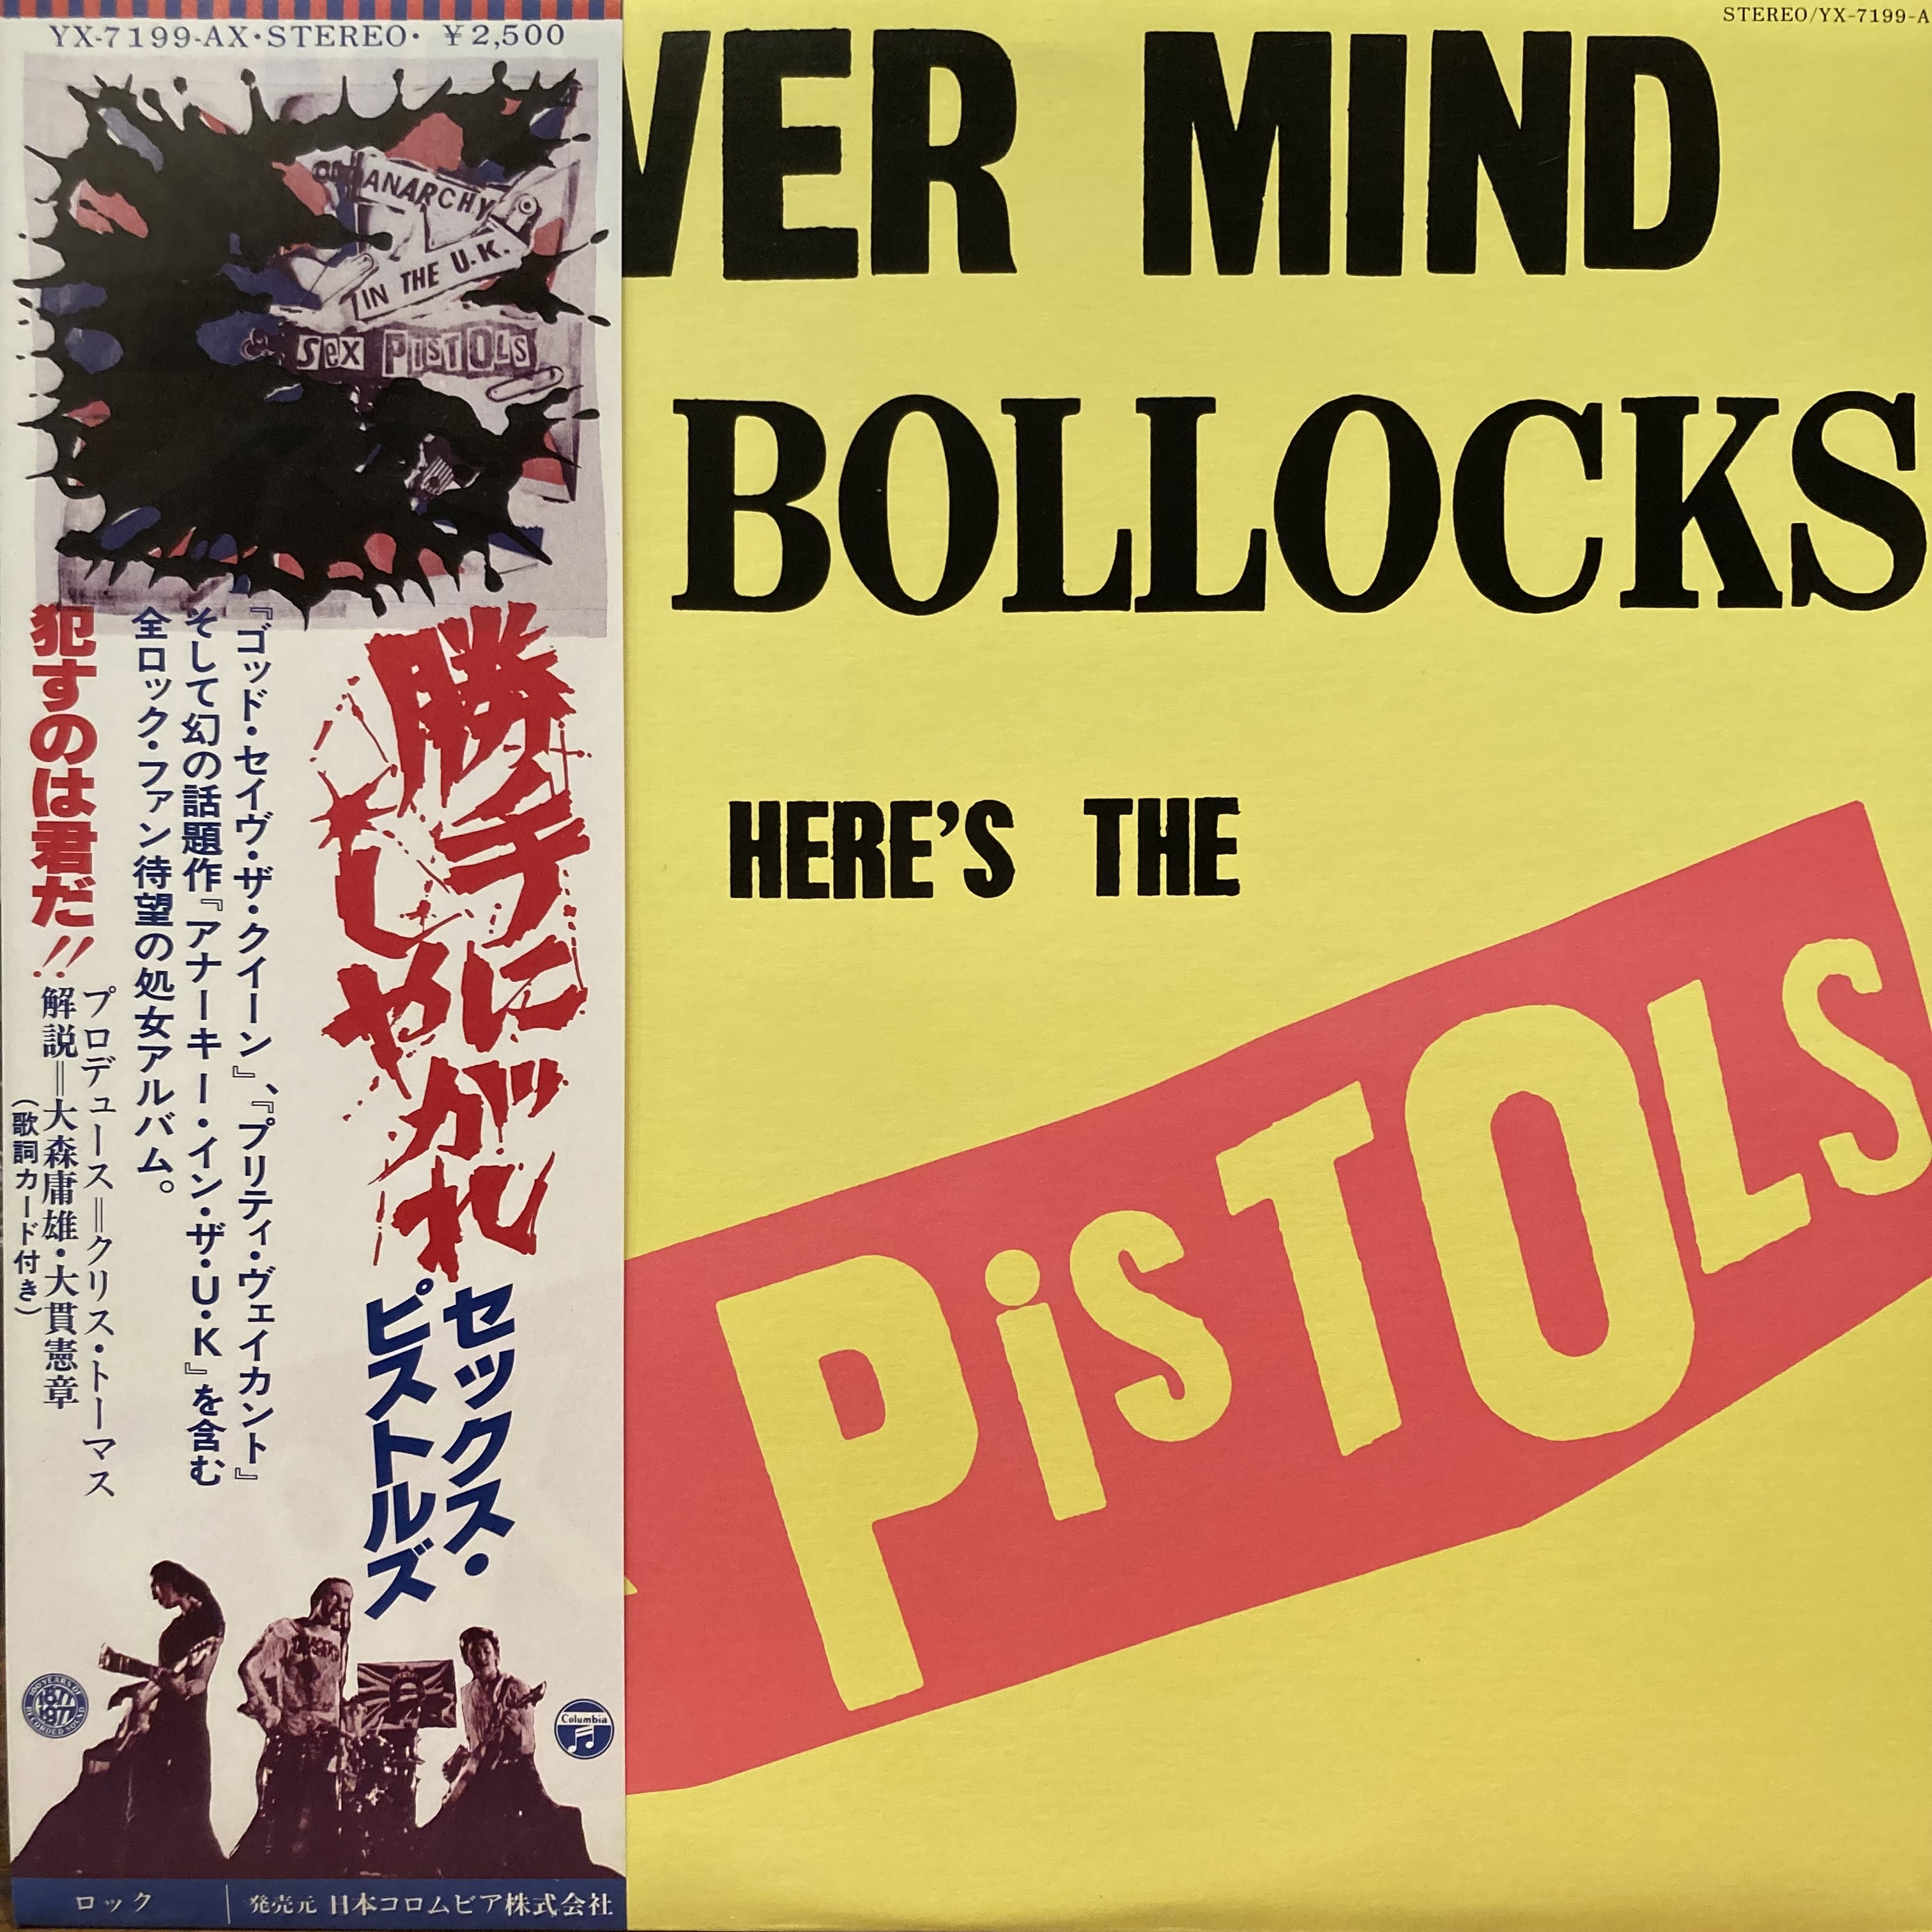 YX-7199-AX・STEREO・ ¥2,500
ANARCHY
IN THE U.K.
SEX PISTOLS
勝手に
しやがれ
セックス・
ピストルズ
『ゴッド・セイヴ・ザ・クイーン』、『プリティ・ヴェイカント』
そして幻の話題作『アナーキー・イン・ザ・U・K』を含む
全ロック・ファン待望の処女アルバム。
犯すのは君だ!!
プロデュース=クリス・トーマス
解説=大森庸雄・大貫憲章
(歌詞カード付き)
100 YEARS OF
1877
1977
RECORDED SOUND
Columbia
ロック
発売元 日本コロムビア株式会社
STEREO/YX-7199-A
VER MIND
BOLLOCKS
HERE'S THE
PiSTOLS